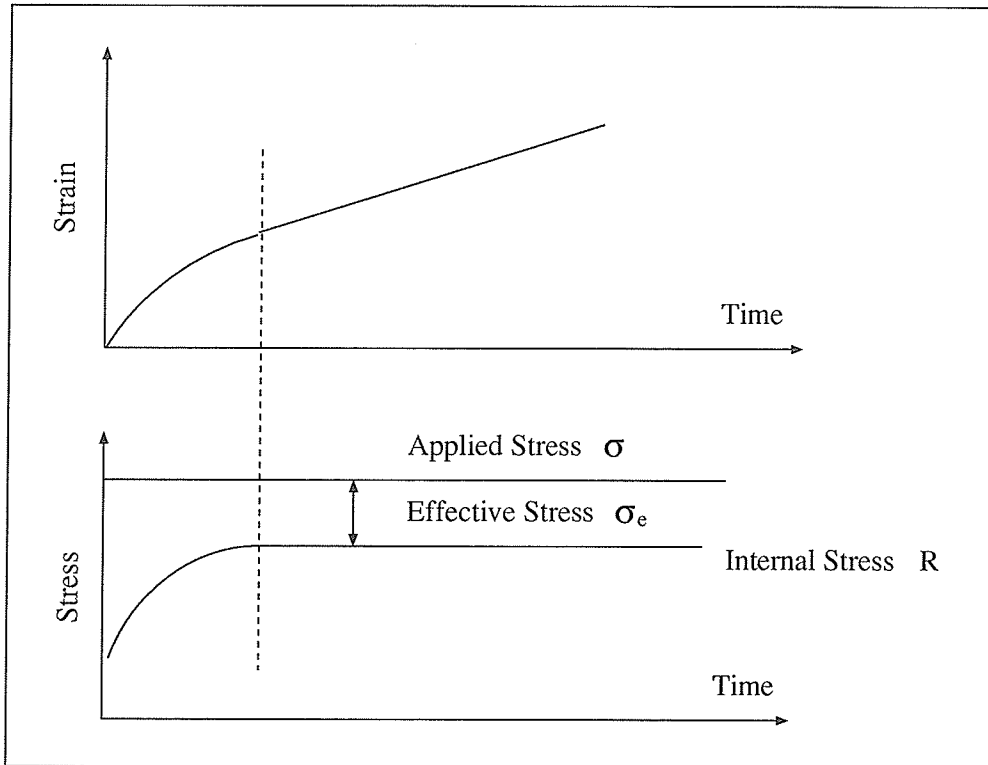 Strain
Time
Applied Stress σ
Effective Stress σe
Internal Stress R
Stress
Time